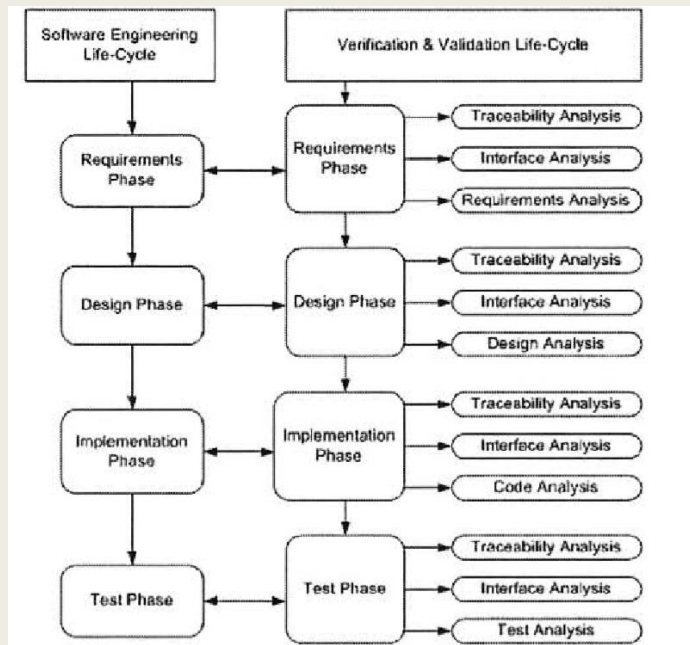 Software Engineering
Life-Cycle
Verification & Validation Life-Cycle
Requirements
Phase
Requirements
Phase
Traceability Analysis
Interface Analysis
Requirements Analysis
Design Phase
Design Phase
Traceability Analysis
Interface Analysis
Design Analysis
Implementation
Phase
Implementation
Phase
Traceability Analysis
Interface Analysis
Code Analysis
Test Phase
Test Phase
Traceability Analysis
Interface Analysis
Test Analysis